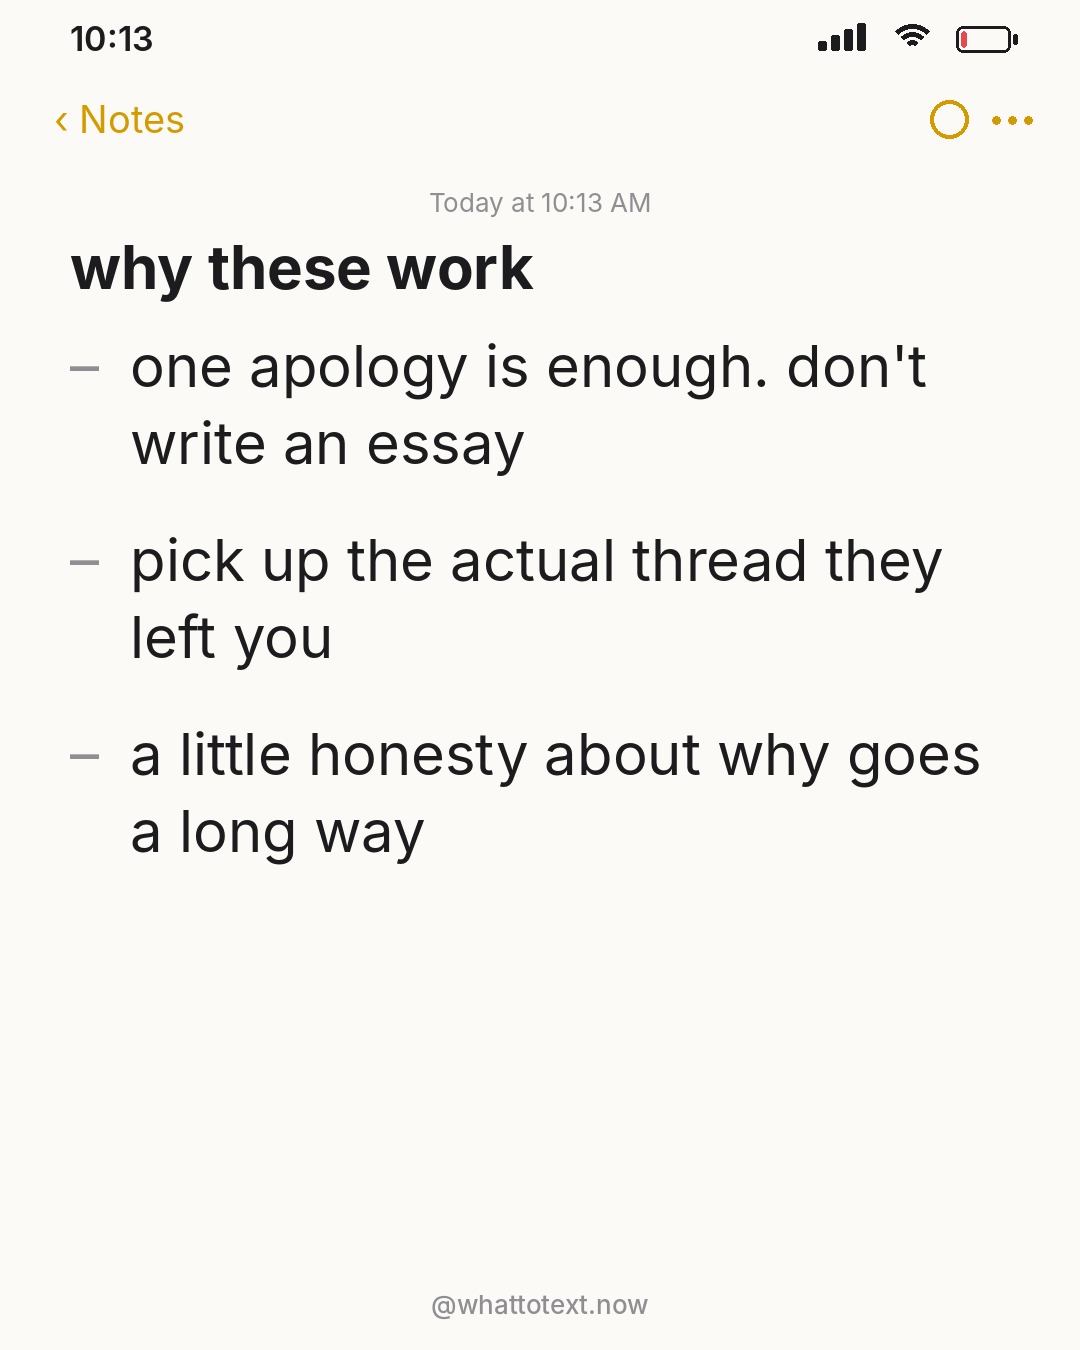 10:13
‹ Notes
Today at 10:13 AM
why these work
– one apology is enough. don't
write an essay
– pick up the actual thread they
left you
– a little honesty about why goes
a long way
@whattotext.now